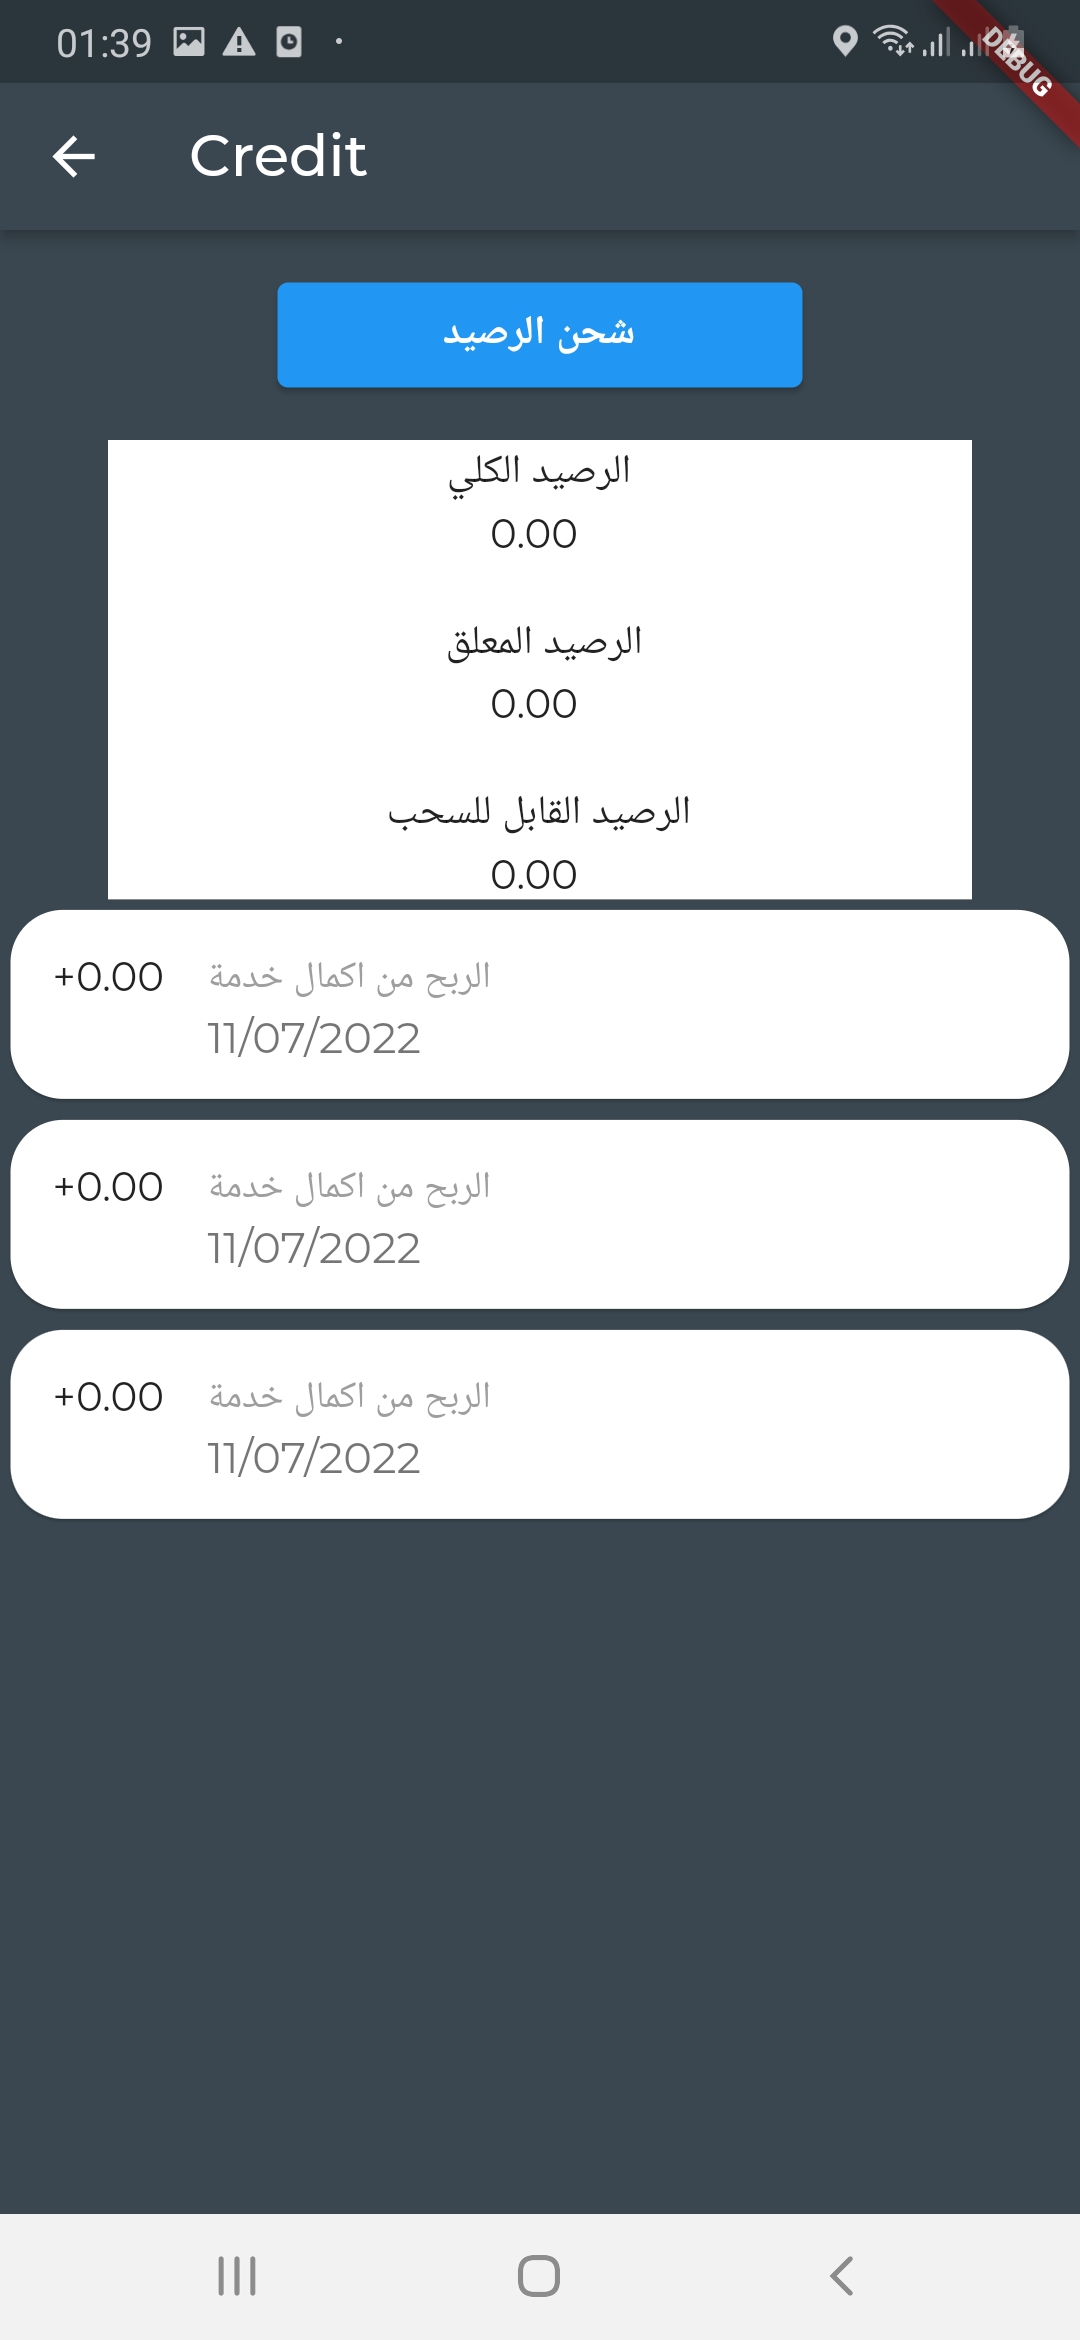 01:39
DEBUG
Credit
شحن الرصيد
الرصيد الكلي
0.00
الرصيد المعلق
0.00
الرصيد القابل للسحب
0.00
+0.00 الربح من اكمال خدمة
11/07/2022
+0.00 الربح من اكمال خدمة
11/07/2022
+0.00 الربح من اكمال خدمة
11/07/2022